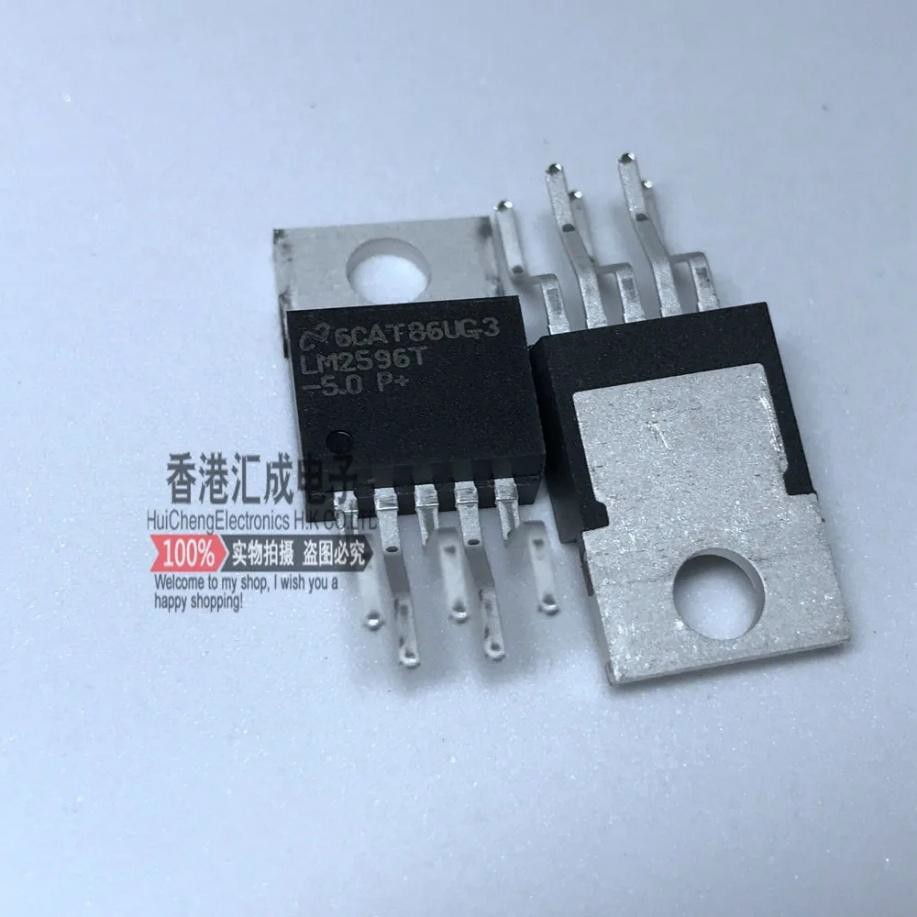 6CAT86UG3
LM2596T
-5.0 P+
香港汇成电子
HuiChengElectronics H.K CO.LTD
100% 实物拍摄 盗图必究
Welcome to my shop, I wish you a
happy shopping!